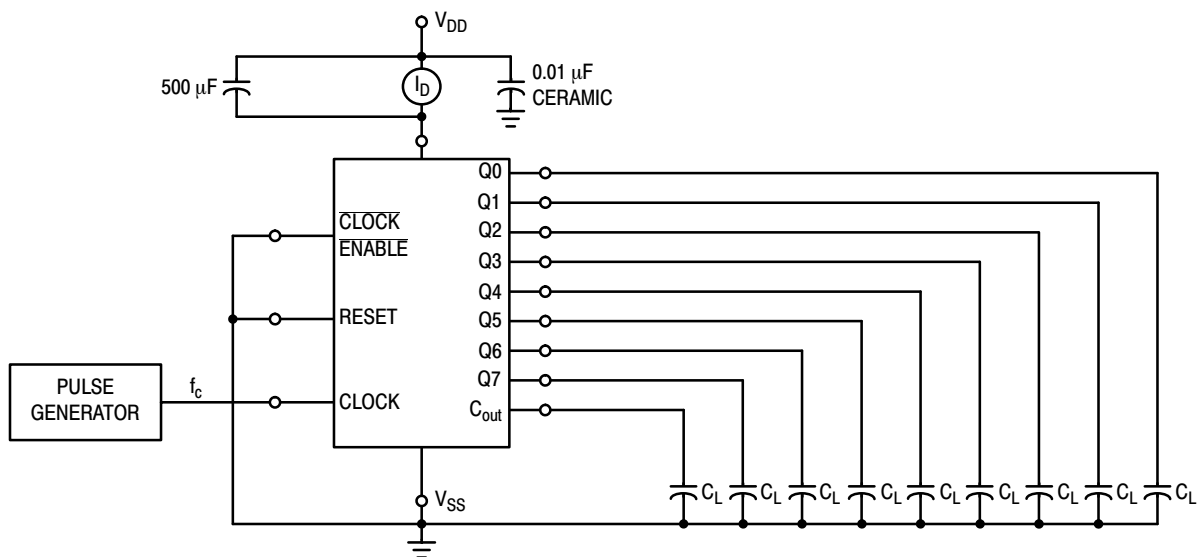 V_DD
500 μF
I_D
0.01 μF
CERAMIC
Q0
Q1
CLOCK
ENABLE
Q2
Q3
Q4
RESET
Q5
Q6
Q7
PULSE
GENERATOR
f_c
CLOCK
C_out
V_SS
C_L
C_L
C_L
C_L
C_L
C_L
C_L
C_L
C_L